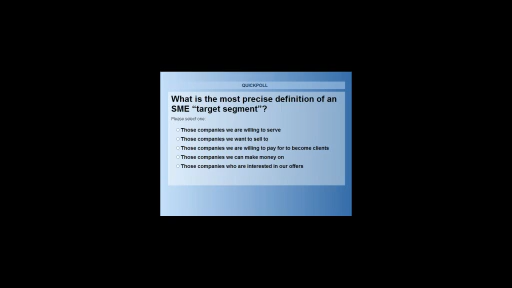 QUICKPOLL
What is the most precise definition of an
SME “target segment”?
Please select one:
Those companies we are willing to serve
Those companies we want to sell to
Those companies we are willing to pay for to become clients
Those companies we can make money on
Those companies who are interested in our offers